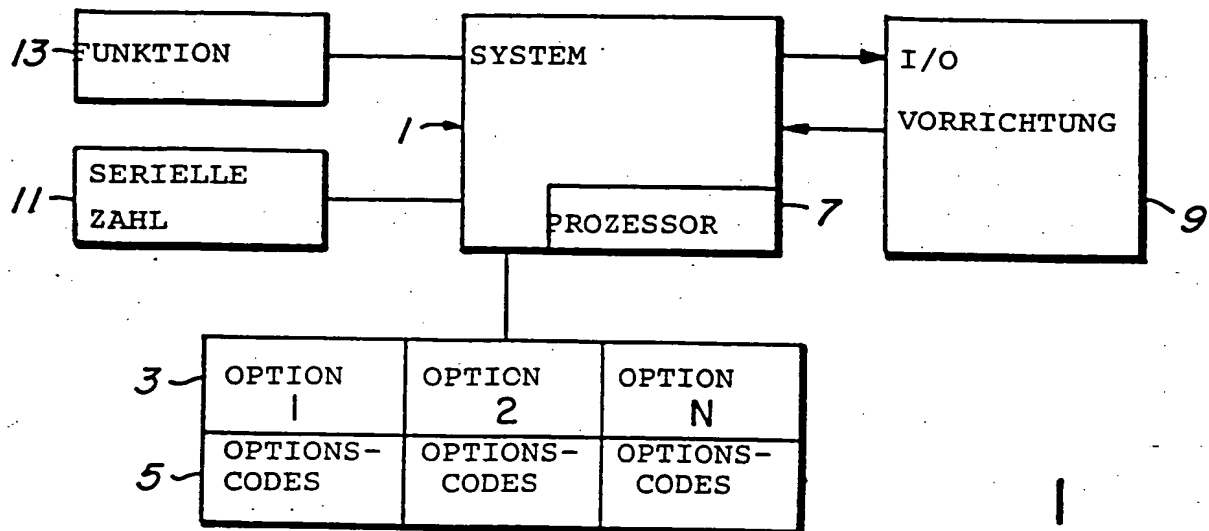 13 FUNKTION
SYSTEM
I/O
VORRICHTUNG
1
11 SERIELLE
ZAHL
PROZESSOR
7
9
3 OPTION OPTION OPTION
1 2 N
5 OPTIONS- OPTIONS- OPTIONS-
CODES CODES CODES
1